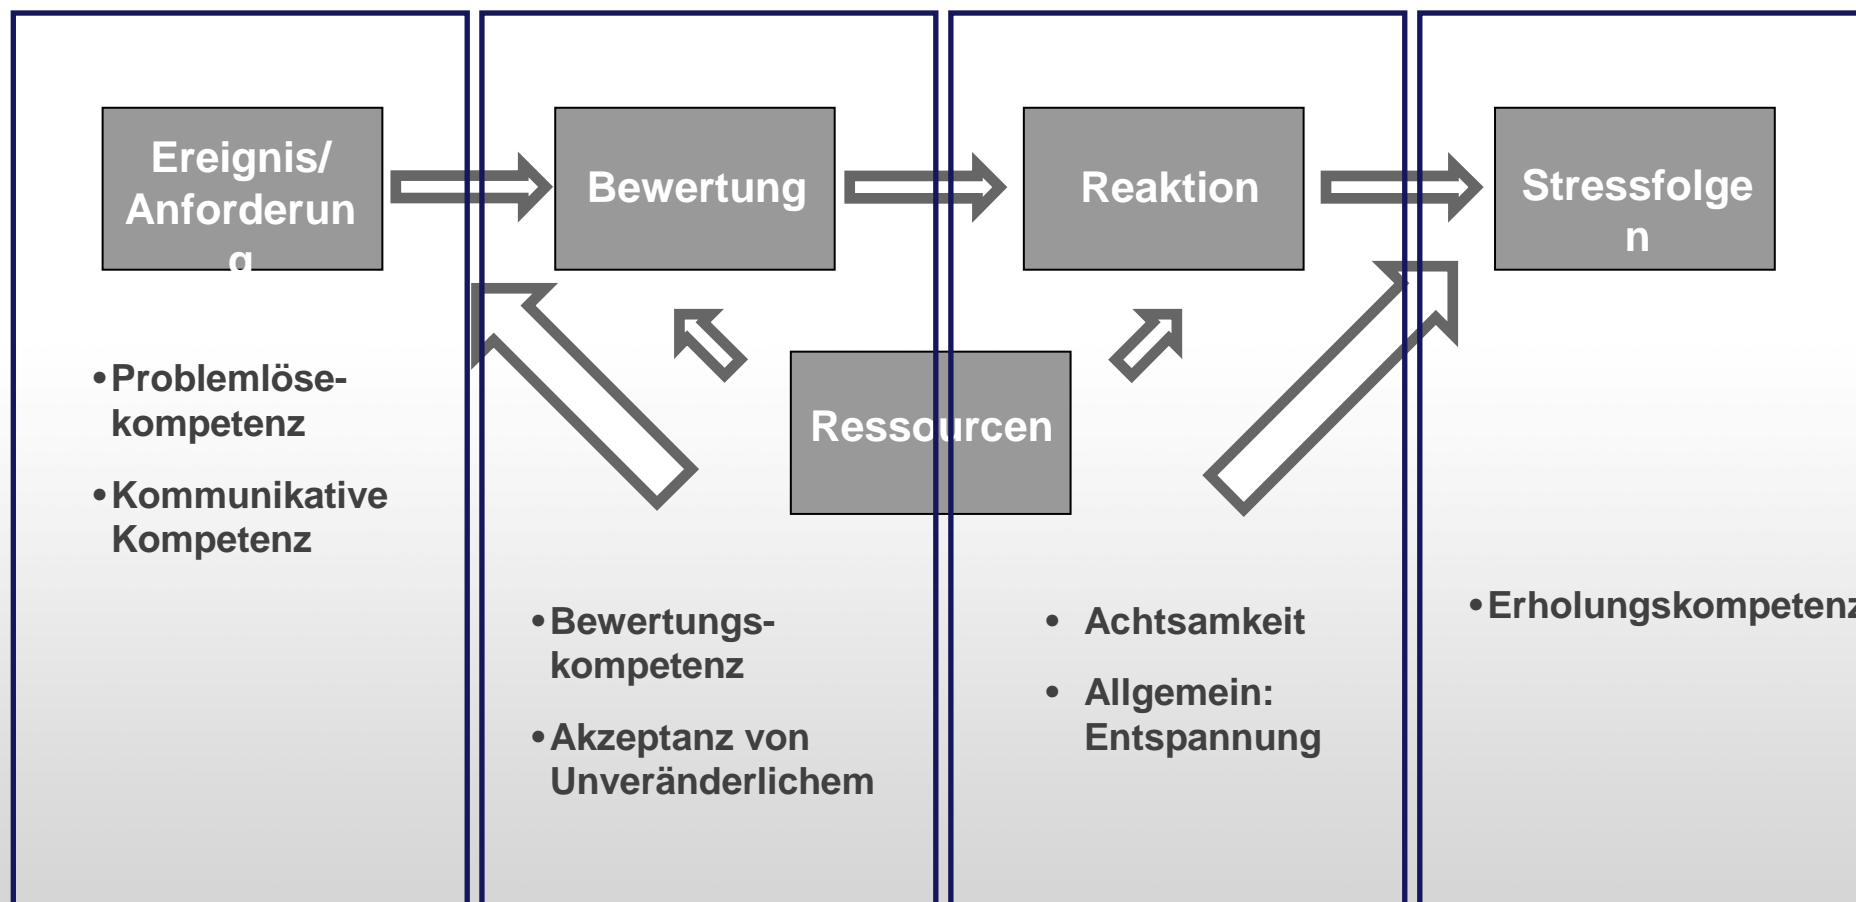 Ereignis/
Anforderun
g
Bewertung
Reaktion
Stressfolge
n
Ressourcen
•Problemlöse-
kompetenz
•Kommunikative
Kompetenz
•Bewertungs-
kompetenz
•Akzeptanz von
Unveränderlichem
• Achtsamkeit
• Allgemein:
Entspannung
•Erholungskompetenz